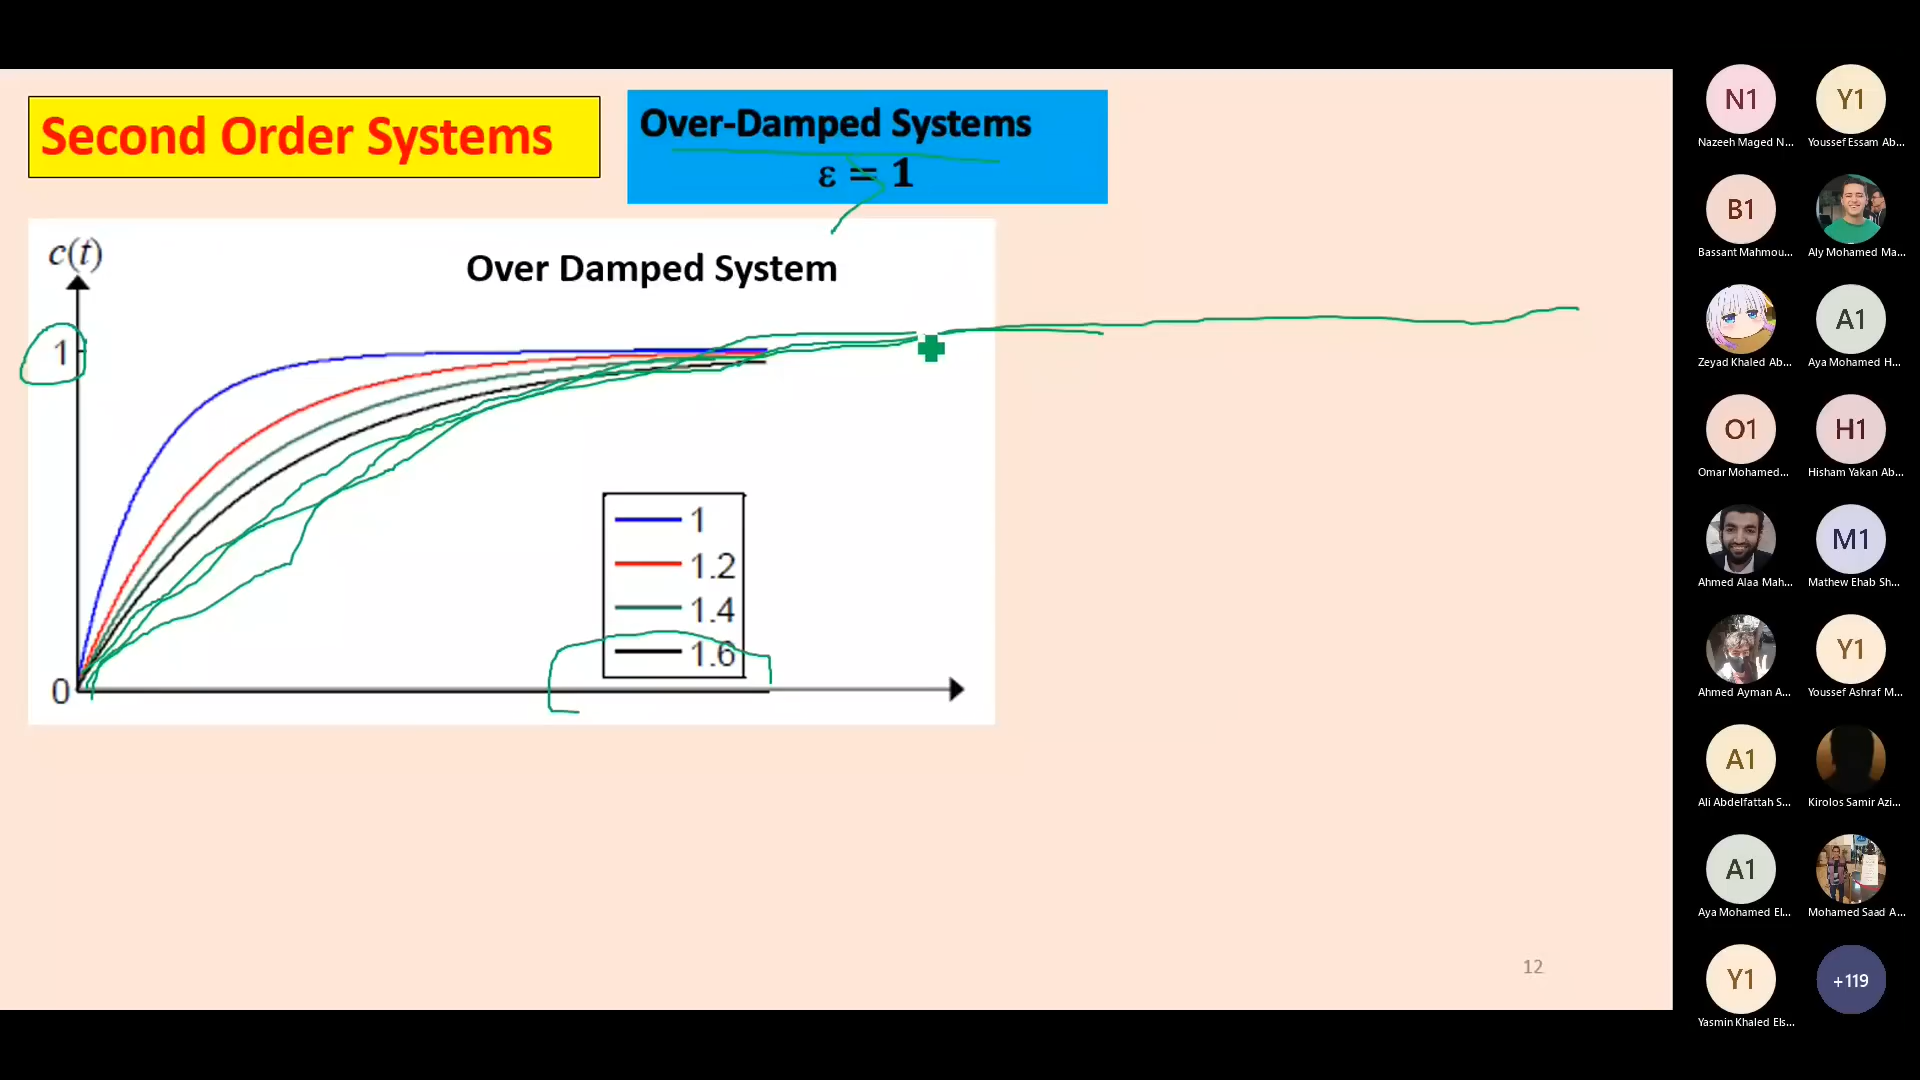 Second Order Systems
Over-Damped Systems
ε = 1
c(t)
Over Damped System
1
0
1
1.2
1.4
1.6
12
N1
Nazeeh Maged N...
Y1
Youssef Essam Ab...
B1
Bassant Mahmou...
Aly Mohamed Ma...
Zeyad Khaled Ab...
A1
Aya Mohamed H...
O1
Omar Mohamed...
H1
Hisham Yakan Ab...
Ahmed Alaa Mah...
M1
Mathew Ehab Sh...
Ahmed Ayman A...
Y1
Youssef Ashraf M...
A1
Ali Abdelfattah S...
Kirolos Samir Azi...
A1
Aya Mohamed El...
Mohamed Saad A...
Y1
Yasmin Khaled Els...
+119